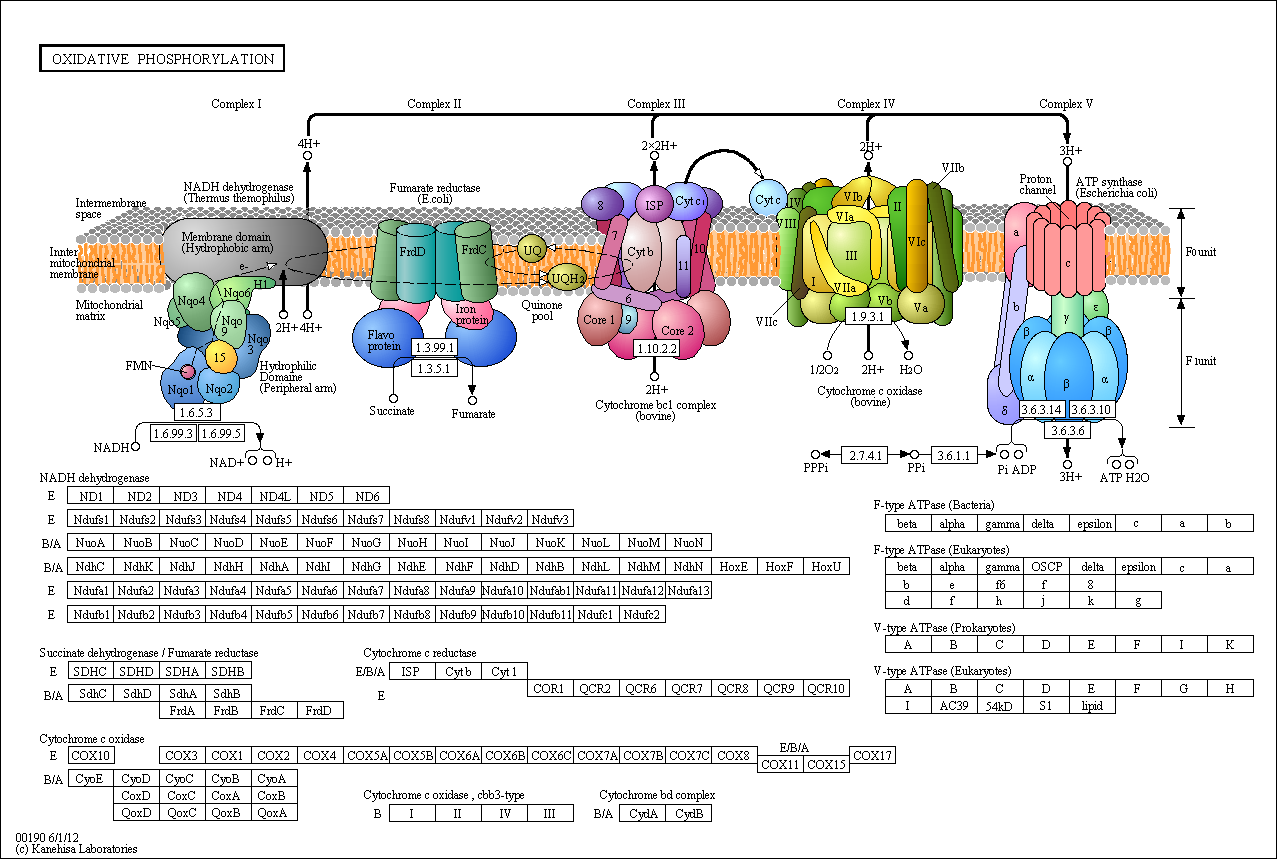 OXIDATIVE PHOSPHORYLATION
Complex I
Complex II
Complex III
Complex IV
Complex V
4H+
2×2H+
2H+
3H+
NADH dehydrogenase
(Thermus themophilus)
Fumarate reductase
(E.coli)
Intermembrane
space
Innter
mitochondrial
membrane
Mitochondrial
matrix
Membrane domain
(Hydrophobic arm)
e-
H1
Nqo4
Nqo6
Nqo5
Nqo
9
Nqo
3
15
FMN
Nqo1
Nqo2
2H+
4H+
Hydrophilic
Domaine
(Peripheral arm)
1.6.5.3
1.6.99.3
1.6.99.5
NADH
NAD+
H+
FrdD
FrdC
Flavo
protein
Iron
protein
1.3.99.1
1.3.5.1
Succinate
Fumarate
UQ
UQH2
Quinone
pool
8
ISP
Cyt c1
7
Cyt b
10
11
6
Core 1
9
Core 2
1.10.2.2
2H+
Cytochrome bc1 complex
(bovine)
Cyt c
IV
VIb
VIIb
II
VIII
VIa
VIc
III
I
VIIa
Vb
Va
VIIc
1.9.3.1
1/2O2
2H+
H2O
Cytochrome c oxidase
(bovine)
Proton
channel
ATP synthase
(Escherichia coli)
a
c
b
γ
ε
β
β
α
β
α
δ
F0 unit
F1 unit
3.6.3.14
3.6.3.10
3.6.3.6
PPPi
2.7.4.1
PPi
3.6.1.1
Pi ADP
3H+
ATP H2O
NADH dehydrogenase
E ND1 ND2 ND3 ND4 ND4L ND5 ND6
E Ndufs1 Ndufs2 Ndufs3 Ndufs4 Ndufs5 Ndufs6 Ndufs7 Ndufs8 Ndufv1 Ndufv2 Ndufv3
B/A NuoA NuoB NuoC NuoD NuoE NuoF NuoG NuoH NuoI NuoJ NuoK NuoL NuoM NuoN
B/A NdhC NdhK NdhJ NdhH NdhA NdhI NdhG NdhE NdhF NdhD NdhB NdhL NdhM NdhN HoxE HoxF HoxU
E Ndufa1 Ndufa2 Ndufa3 Ndufa4 Ndufa5 Ndufa6 Ndufa7 Ndufa8 Ndufa9 Ndufa10 Ndufab1 Ndufa11 Ndufa12 Ndufa13
E Ndufb1 Ndufb2 Ndufb3 Ndufb4 Ndufb5 Ndufb6 Ndufb7 Ndufb8 Ndufb9 Ndufb10 Ndufb11 Ndufc1 Ndufc2
Succinate dehydrogenase / Fumarate reductase
E SDHC SDHD SDHA SDHB
B/A SdhC SdhD SdhA SdhB
FrdA FrdB FrdC FrdD
Cytochrome c reductase
E/B/A ISP Cyt b Cyt 1
E COR1 QCR2 QCR6 QCR7 QCR8 QCR9 QCR10
Cytochrome c oxidase
E COX10 COX3 COX1 COX2 COX4 COX5A COX5B COX6A COX6B COX6C COX7A COX7B COX7C COX8
E/B/A
COX11 COX15
COX17
B/A CyoE CyoD CyoC CyoB CyoA
CoxD CoxC CoxA CoxB
QoxD QoxC QoxB QoxA
Cytochrome c oxidase , cbb3-type
B I II IV III
Cytochrome bd complex
B/A CydA CydB
F-type ATPase (Bacteria)
beta alpha gamma delta epsilon c a b
F-type ATPase (Eukaryotes)
beta alpha gamma OSCP delta epsilon c a
b e f6 f 8
d f h j k g
V-type ATPase (Prokaryotes)
A B C D E F I K
V-type ATPase (Eukaryotes)
A B C D E F G H
I AC39 54kD S1 lipid
00190 6/1/12
(c) Kanehisa Laboratories